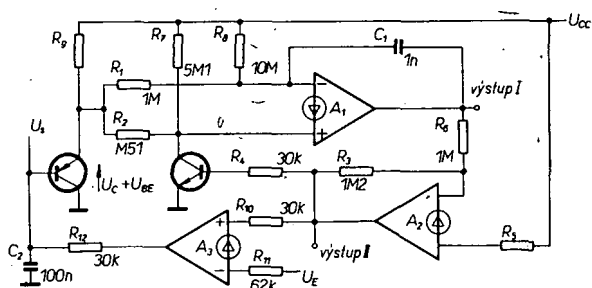 R9
R7
R8
C1
UCC
5M1
10M
1n
R1
1M
výstup I
A1
R2
M51
R6
1M
Us
UC + UBE
R4
30k
R3
1M2
A2
R10
30k
R5
výstup II
C2
100n
R12
30k
A3
R11
62k
UE